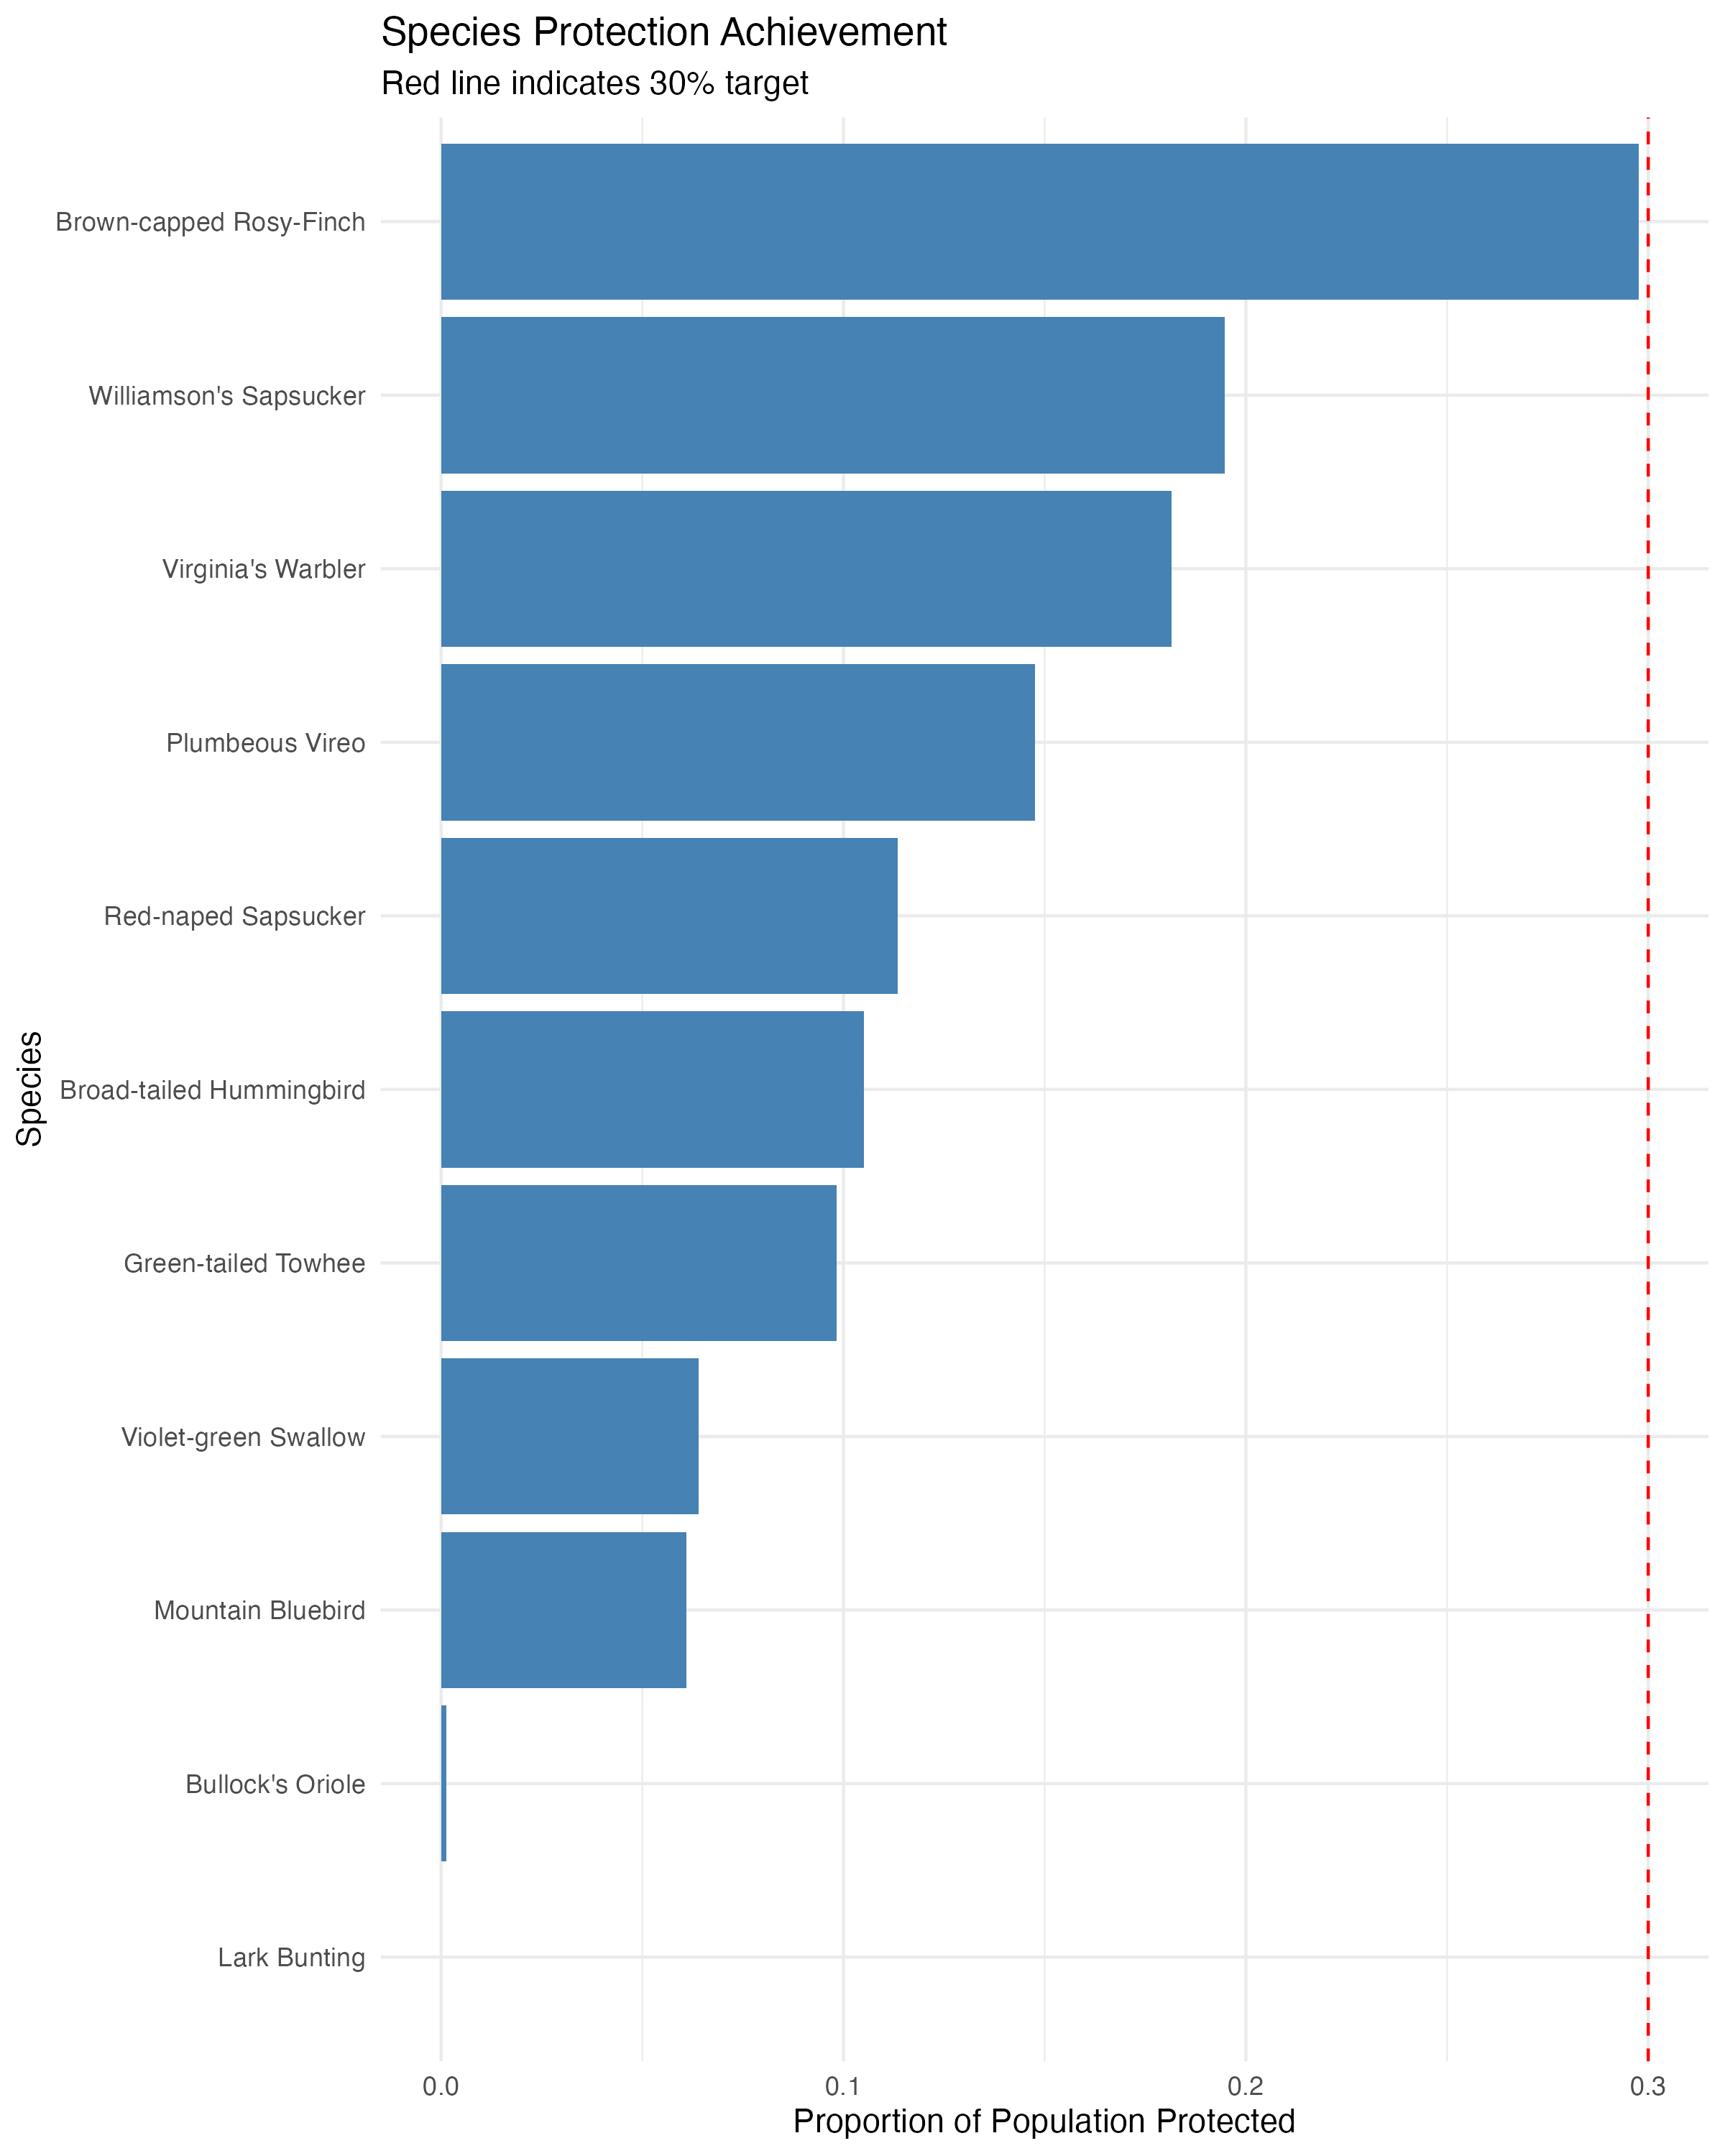 Species Protection Achievement
Red line indicates 30% target
Brown-capped Rosy-Finch
Williamson's Sapsucker
Virginia's Warbler
Plumbeous Vireo
Red-naped Sapsucker
Broad-tailed Hummingbird
Green-tailed Towhee
Violet-green Swallow
Mountain Bluebird
Bullock's Oriole
Lark Bunting
Species
0.0 0.1 0.2 0.3
Proportion of Population Protected